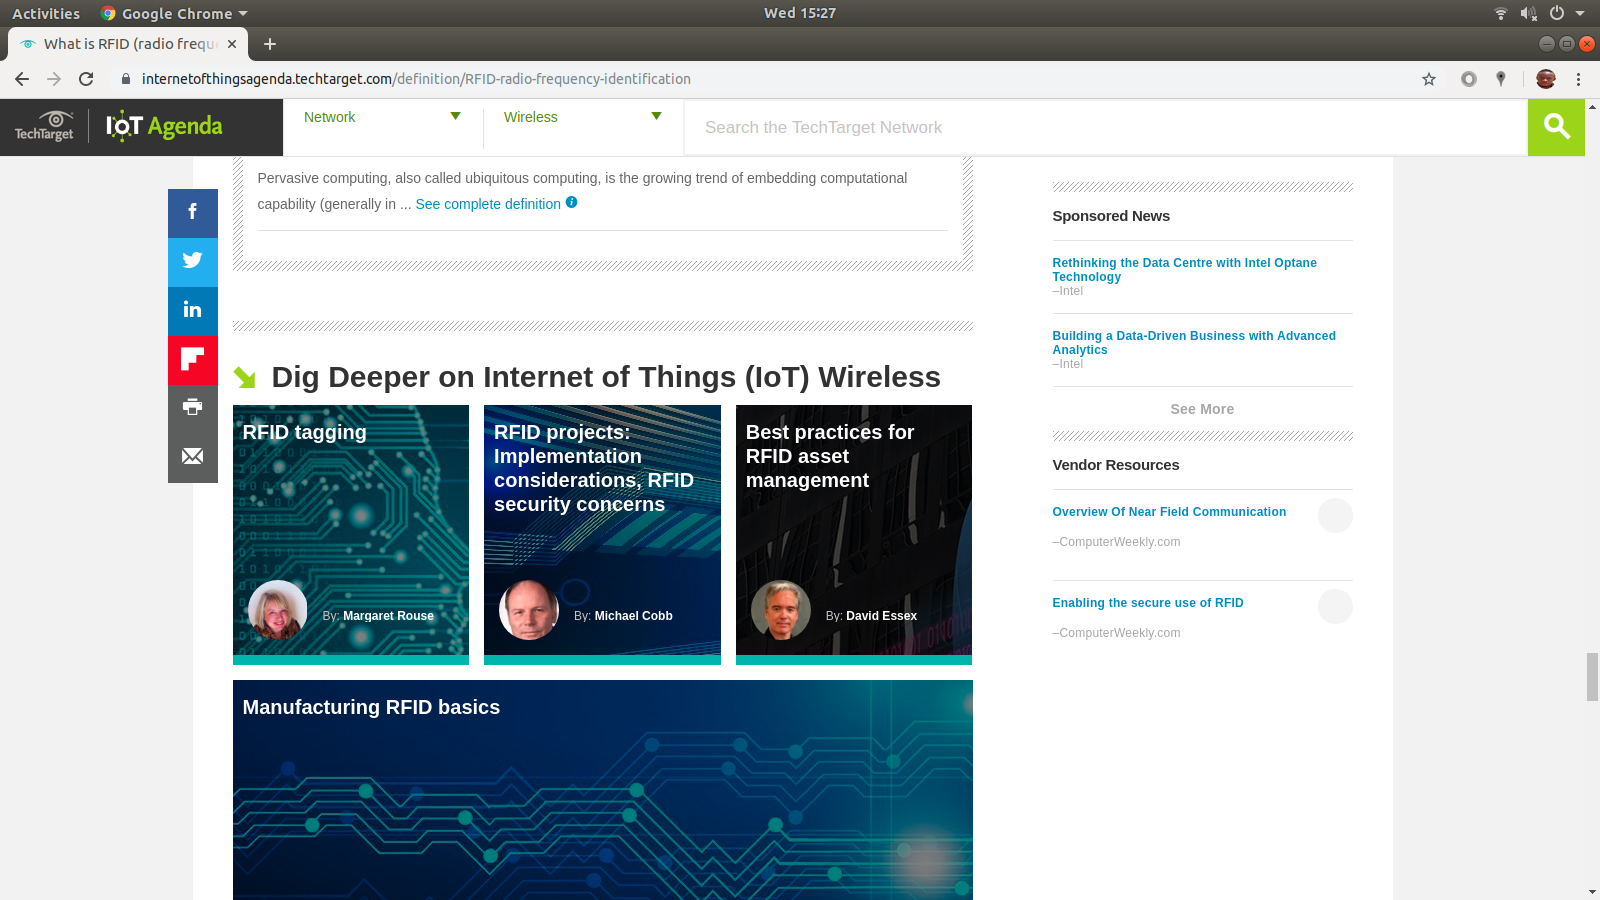 Activities
Google Chrome
Wed 15:27
What is RFID (radio frequ
internetofthingsagenda.techtarget.com/definition/RFID-radio-frequency-identification
TechTarget
IoT Agenda
Network
Wireless
Search the TechTarget Network
Pervasive computing, also called ubiquitous computing, is the growing trend of embedding computational
capability (generally in ... See complete definition
Dig Deeper on Internet of Things (IoT) Wireless
RFID tagging
By: Margaret Rouse
RFID projects:
Implementation
considerations, RFID
security concerns
By: Michael Cobb
Best practices for
RFID asset
management
By: David Essex
Manufacturing RFID basics
Sponsored News
Rethinking the Data Centre with Intel Optane
Technology
–Intel
Building a Data-Driven Business with Advanced
Analytics
–Intel
See More
Vendor Resources
Overview Of Near Field Communication
–ComputerWeekly.com
Enabling the secure use of RFID
–ComputerWeekly.com